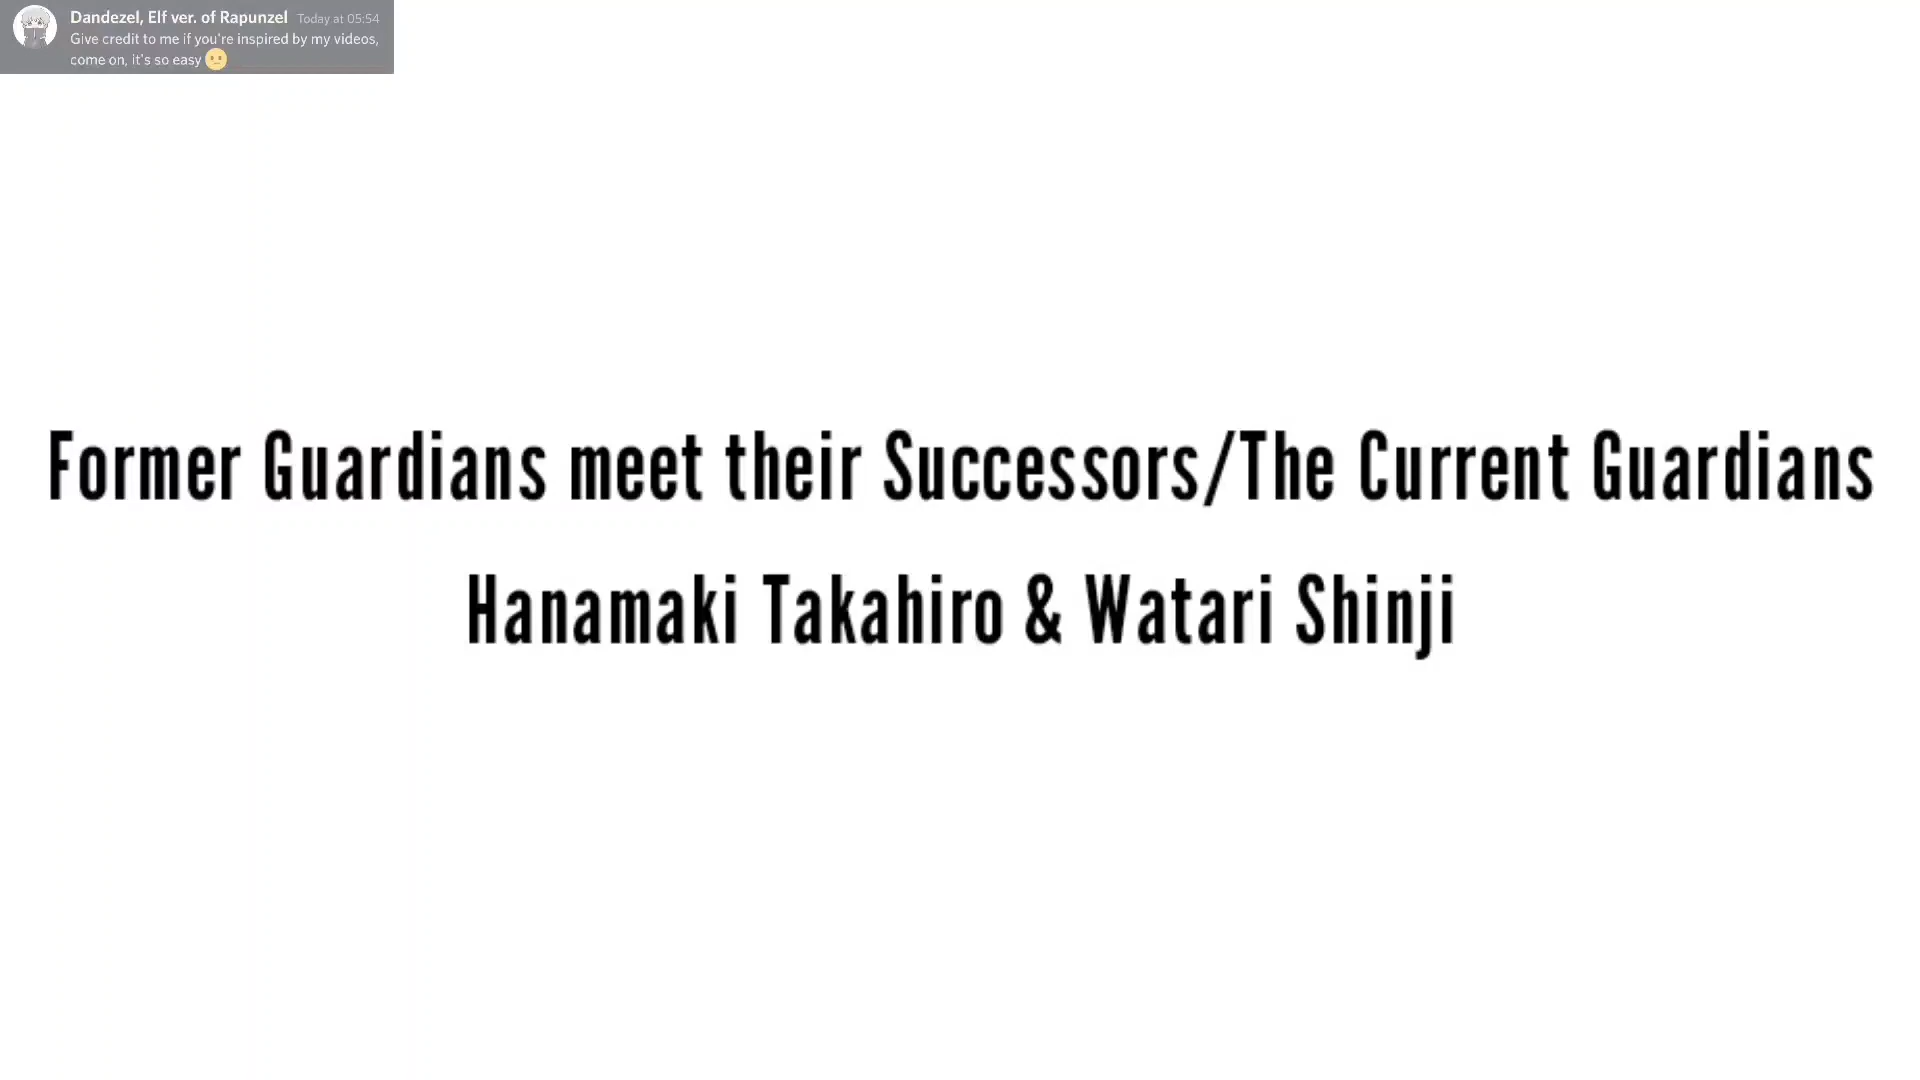 Dandezel, Elf ver. of Rapunzel Today at 05:54
Give credit to me if you're inspired by my videos,
come on, it's so easy 😐
Former Guardians meet their Successors/The Current Guardians
Hanamaki Takahiro & Watari Shinji